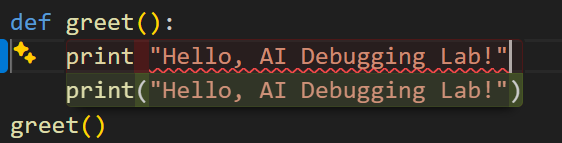 def greet():
    print "Hello, AI Debugging Lab!"
    print("Hello, AI Debugging Lab!")
greet()